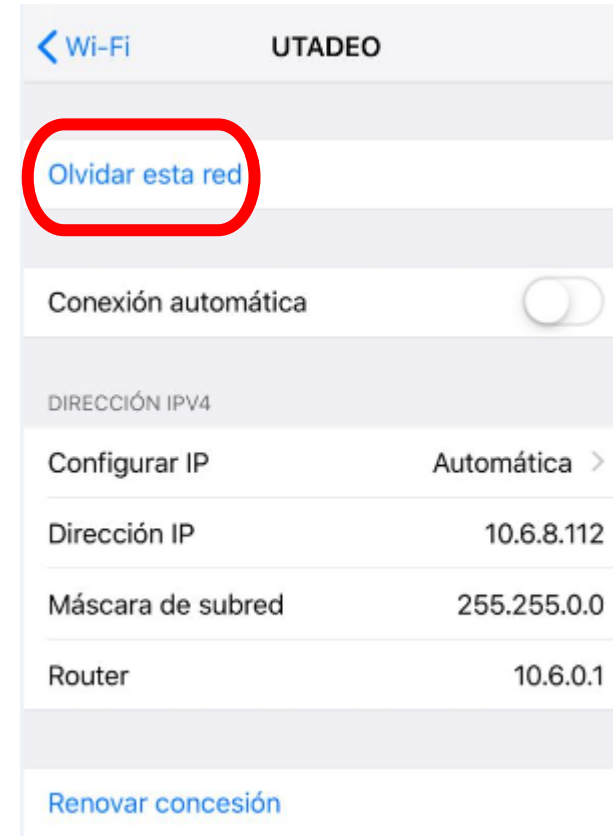 Wi-Fi UTADEO
Olvidar esta red
Conexión automática
DIRECCIÓN IPV4
Configurar IP Automática
Dirección IP 10.6.8.112
Máscara de subred 255.255.0.0
Router 10.6.0.1
Renovar concesión